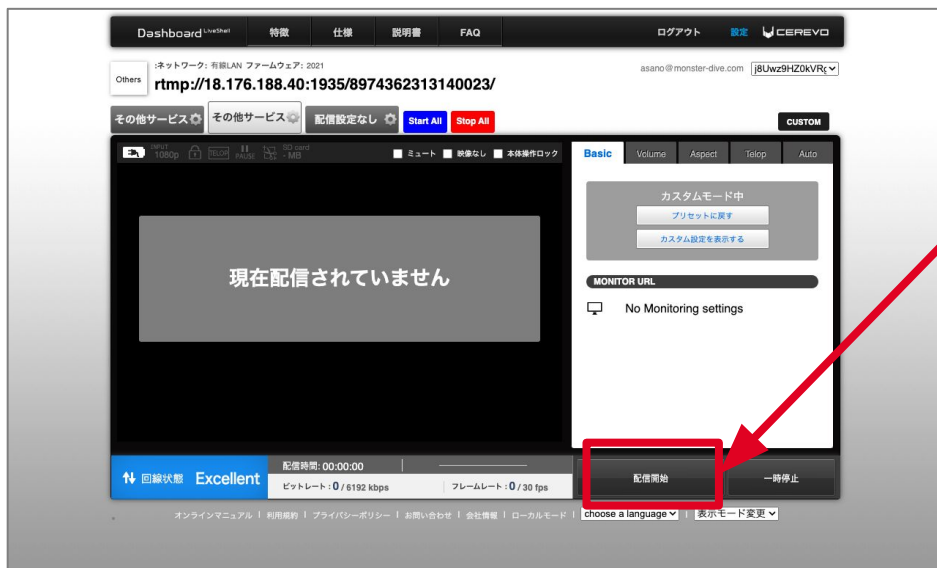 Dashboard LiveShell 特徴 仕様 説明書 FAQ ログアウト 設定 CEREVO
:ネットワーク: 有線LAN ファームウェア: 2021 asano@monster-dive.com j8Uwz9HZ0kVR
Others rtmp://18.176.188.40:1935/8974362313140023/
その他サービス その他サービス 配信設定なし Start All Stop All CUSTOM
INPUT 1080p TELOP PAUSE SD card - MB ミュート 映像なし 本体操作ロック Basic Volume Aspect Telop Auto
カスタムモード中
プリセットに戻す
カスタム設定を表示する
現在配信されていません
MONITOR URL
No Monitoring settings
回線状態 Excellent 配信時間: 00:00:00 配信開始 一時停止
ビットレート : 0 / 6192 kbps フレームレート : 0 / 30 fps
オンラインマニュアル | 利用規約 | プライバシーポリシー | お問い合わせ | 会社情報 | ローカルモード | choose a language | 表示モード変更